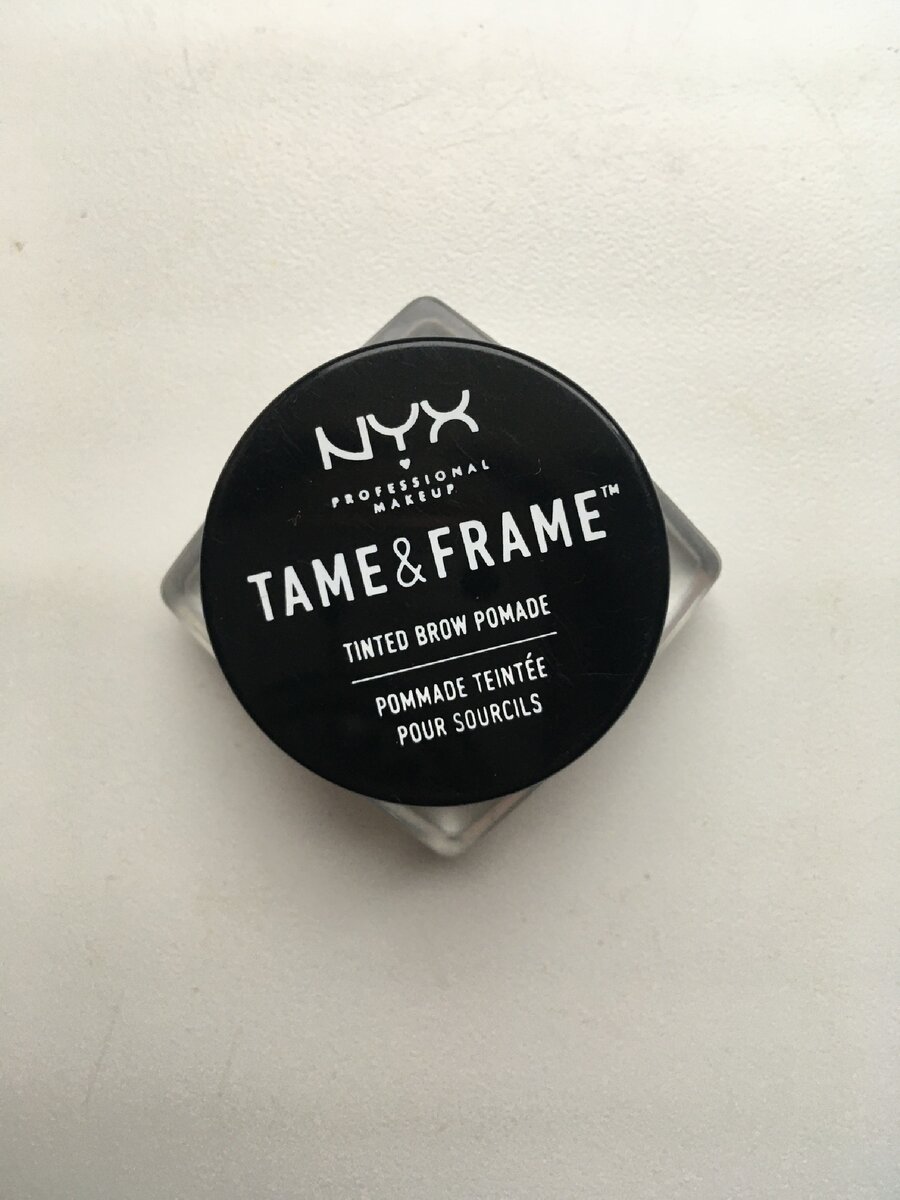 NYX
PROFESSIONAL
MAKEUP
TAME&FRAME™
TINTED BROW POMADE
POMMADE TEINTÉE
POUR SOURCILS